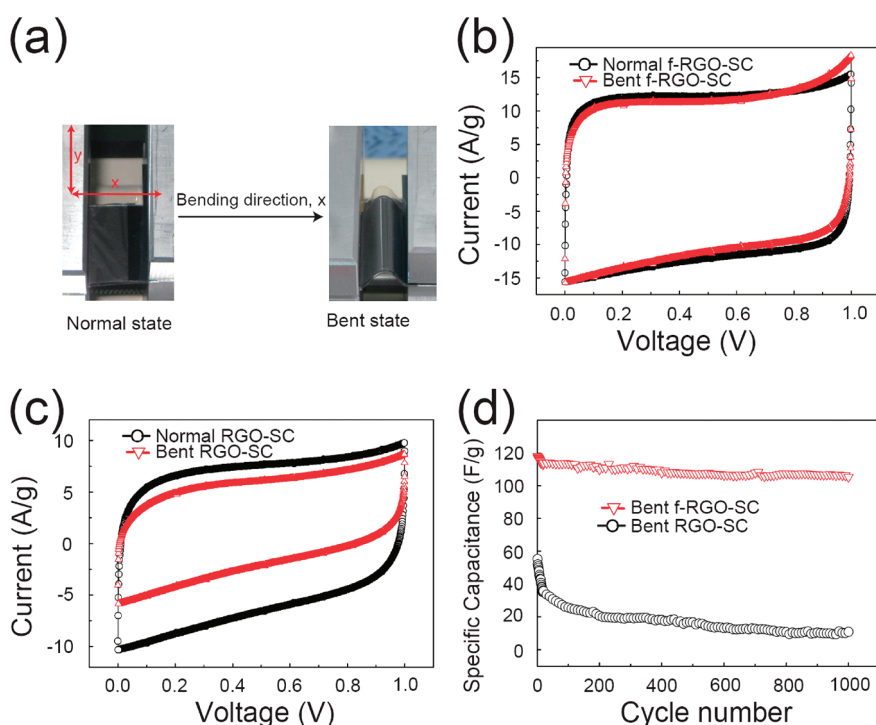 (a)
y
x
Bending direction, x
Normal state
Bent state
(b)
Normal f-RGO-SC
Bent f-RGO-SC
Current (A/g)
15
10
5
0
-5
-10
-15
0.0 0.2 0.4 0.6 0.8 1.0
Voltage (V)
(c)
Normal RGO-SC
Bent RGO-SC
Current (A/g)
10
5
0
-5
-10
0.0 0.2 0.4 0.6 0.8 1.0
Voltage (V)
(d)
Specific Capacitance (F/g)
120
100
80
60
40
20
0
Bent f-RGO-SC
Bent RGO-SC
0 200 400 600 800 1000
Cycle number